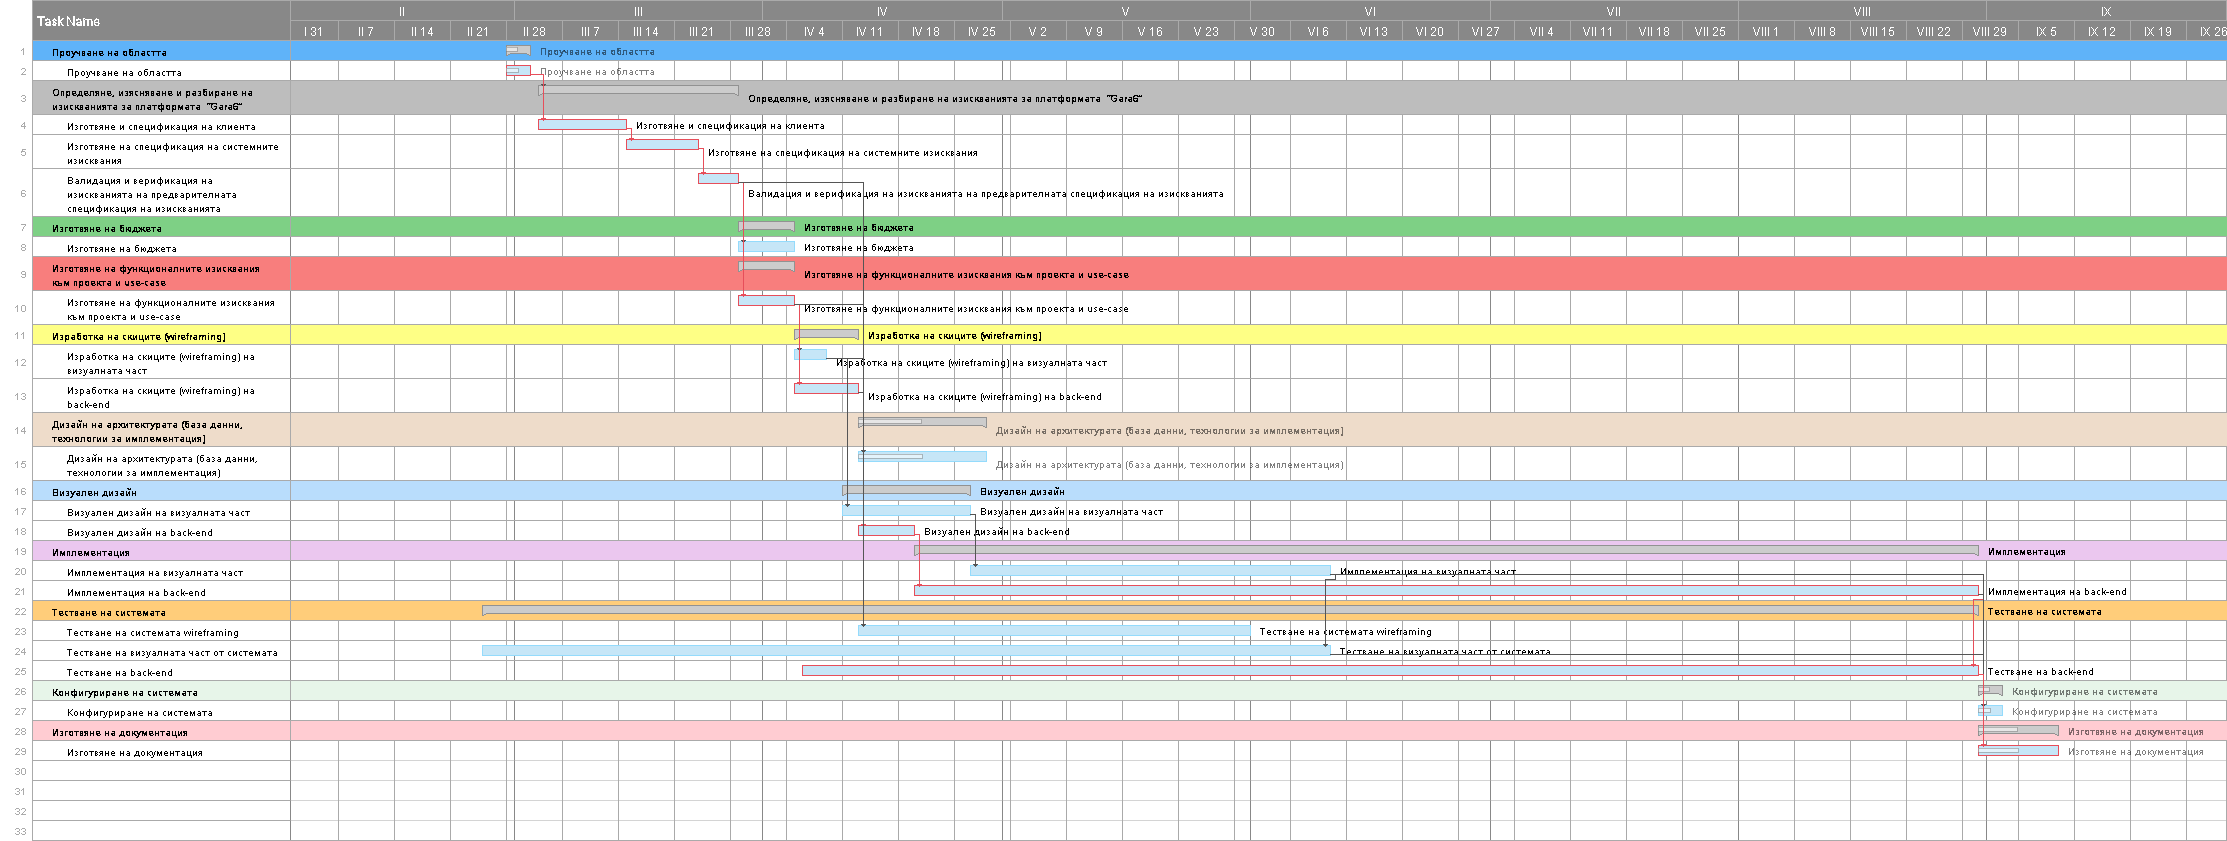 Task Name
II III IV V VI VII VIII IX
I 31 II 7 II 14 II 21 II 28 III 7 III 14 III 21 III 28 IV 4 IV 11 IV 18 IV 25 V 2 V 9 V 16 V 23 V 30 VI 6 VI 13 VI 20 VI 27 VII 4 VII 11 VII 18 VII 25 VIII 1 VIII 8 VIII 15 VIII 22 VIII 29 IX 5 IX 12 IX 19 IX 26
1 Проучване на областта Проучване на областта
2 Проучване на областта Проучване на областта
3 Определяне, изясняване и разбиране на
изискванията за платформата "Gara6"
Определяне, изясняване и разбиране на изискванията за платформата "Gara6"
4 Изготвяне и спецификация на клиента Изготвяне и спецификация на клиента
5 Изготвяне на спецификация на системните
изисквания
Изготвяне на спецификация на системните изисквания
6 Валидация и верификация на
изискванията на предварителната
спецификация на изискванията
Валидация и верификация на изискванията на предварителната спецификация на изискванията
7 Изготвяне на бюджета Изготвяне на бюджета
8 Изготвяне на бюджета Изготвяне на бюджета
9 Изготвяне на функционалните изисквания
към проекта и use-case
Изготвяне на функционалните изисквания към проекта и use-case
10 Изготвяне на функционалните изисквания
към проекта и use-case
Изготвяне на функционалните изисквания към проекта и use-case
11 Изработка на скиците (wireframing) Изработка на скиците (wireframing)
12 Изработка на скиците (wireframing) на
визуалната част
Изработка на скиците (wireframing) на визуалната част
13 Изработка на скиците (wireframing) на
back-end
Изработка на скиците (wireframing) на back-end
14 Дизайн на архитектурата (база данни,
технологии за имплементация)
Дизайн на архитектурата (база данни, технологии за имплементация)
15 Дизайн на архитектурата (база данни,
технологии за имплементация)
Дизайн на архитектурата (база данни, технологии за имплементация)
16 Визуален дизайн Визуален дизайн
17 Визуален дизайн на визуалната част Визуален дизайн на визуалната част
18 Визуален дизайн на back-end Визуален дизайн на back-end
19 Имплементация Имплементация
20 Имплементация на визуалната част Имплементация на визуалната част
21 Имплементация на back-end Имплементация на back-end
22 Тестване на системата Тестване на системата
23 Тестване на системата wireframing Тестване на системата wireframing
24 Тестване на визуалната част от системата Тестване на визуалната част от системата
25 Тестване на back-end Тестване на back-end
26 Конфигуриране на системата Конфигуриране на системата
27 Конфигуриране на системата Конфигуриране на системата
28 Изготвяне на документация Изготвяне на документация
29 Изготвяне на документация Изготвяне на документация
30
31
32
33